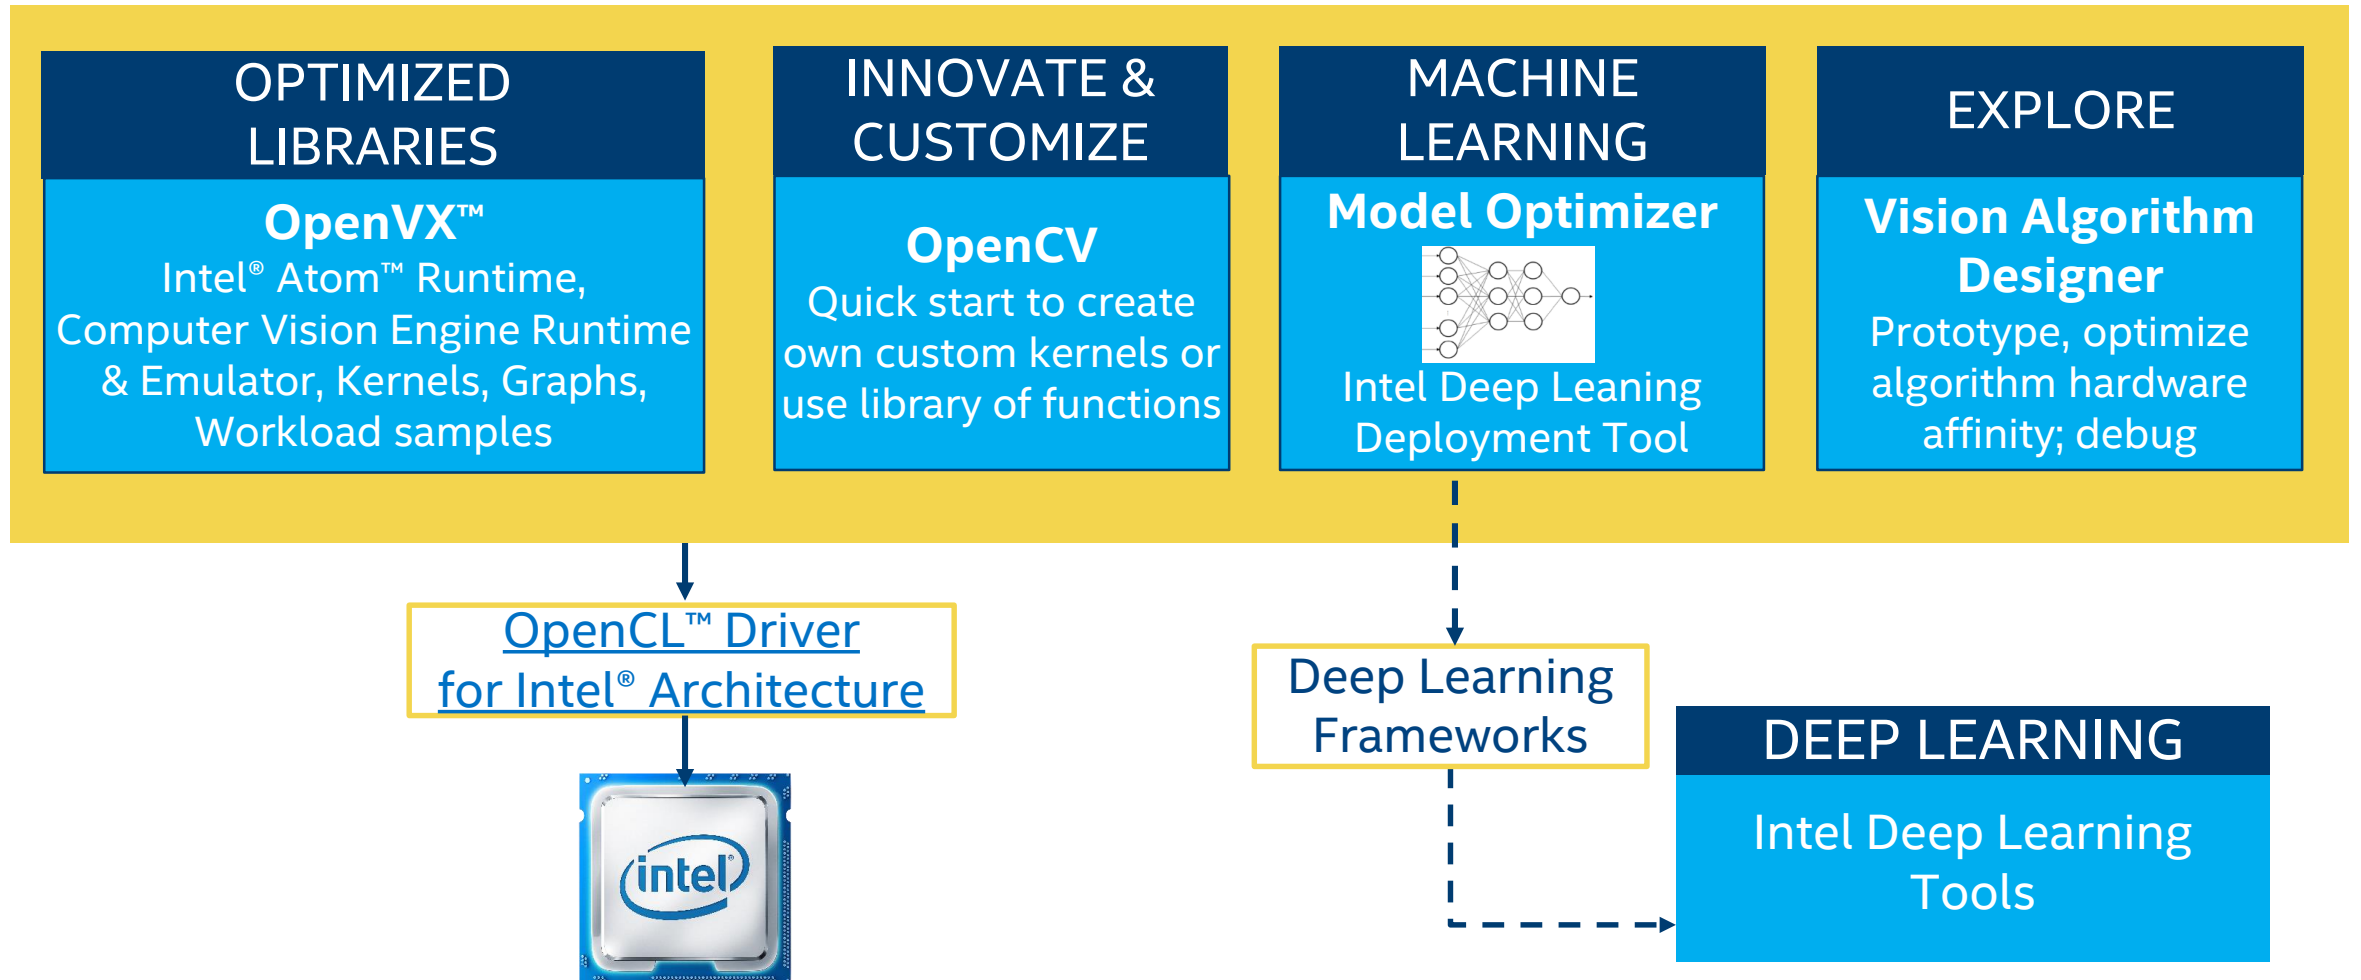 OPTIMIZED
LIBRARIES
OpenVX™
Intel® Atom™ Runtime,
Computer Vision Engine Runtime
& Emulator, Kernels, Graphs,
Workload samples
INNOVATE &
CUSTOMIZE
OpenCV
Quick start to create
own custom kernels or
use library of functions
MACHINE
LEARNING
Model Optimizer
Intel Deep Leaning
Deployment Tool
EXPLORE
Vision Algorithm
Designer
Prototype, optimize
algorithm hardware
affinity; debug
OpenCL™ Driver
for Intel® Architecture
intel®
Deep Learning
Frameworks
DEEP LEARNING
Intel Deep Learning
Tools